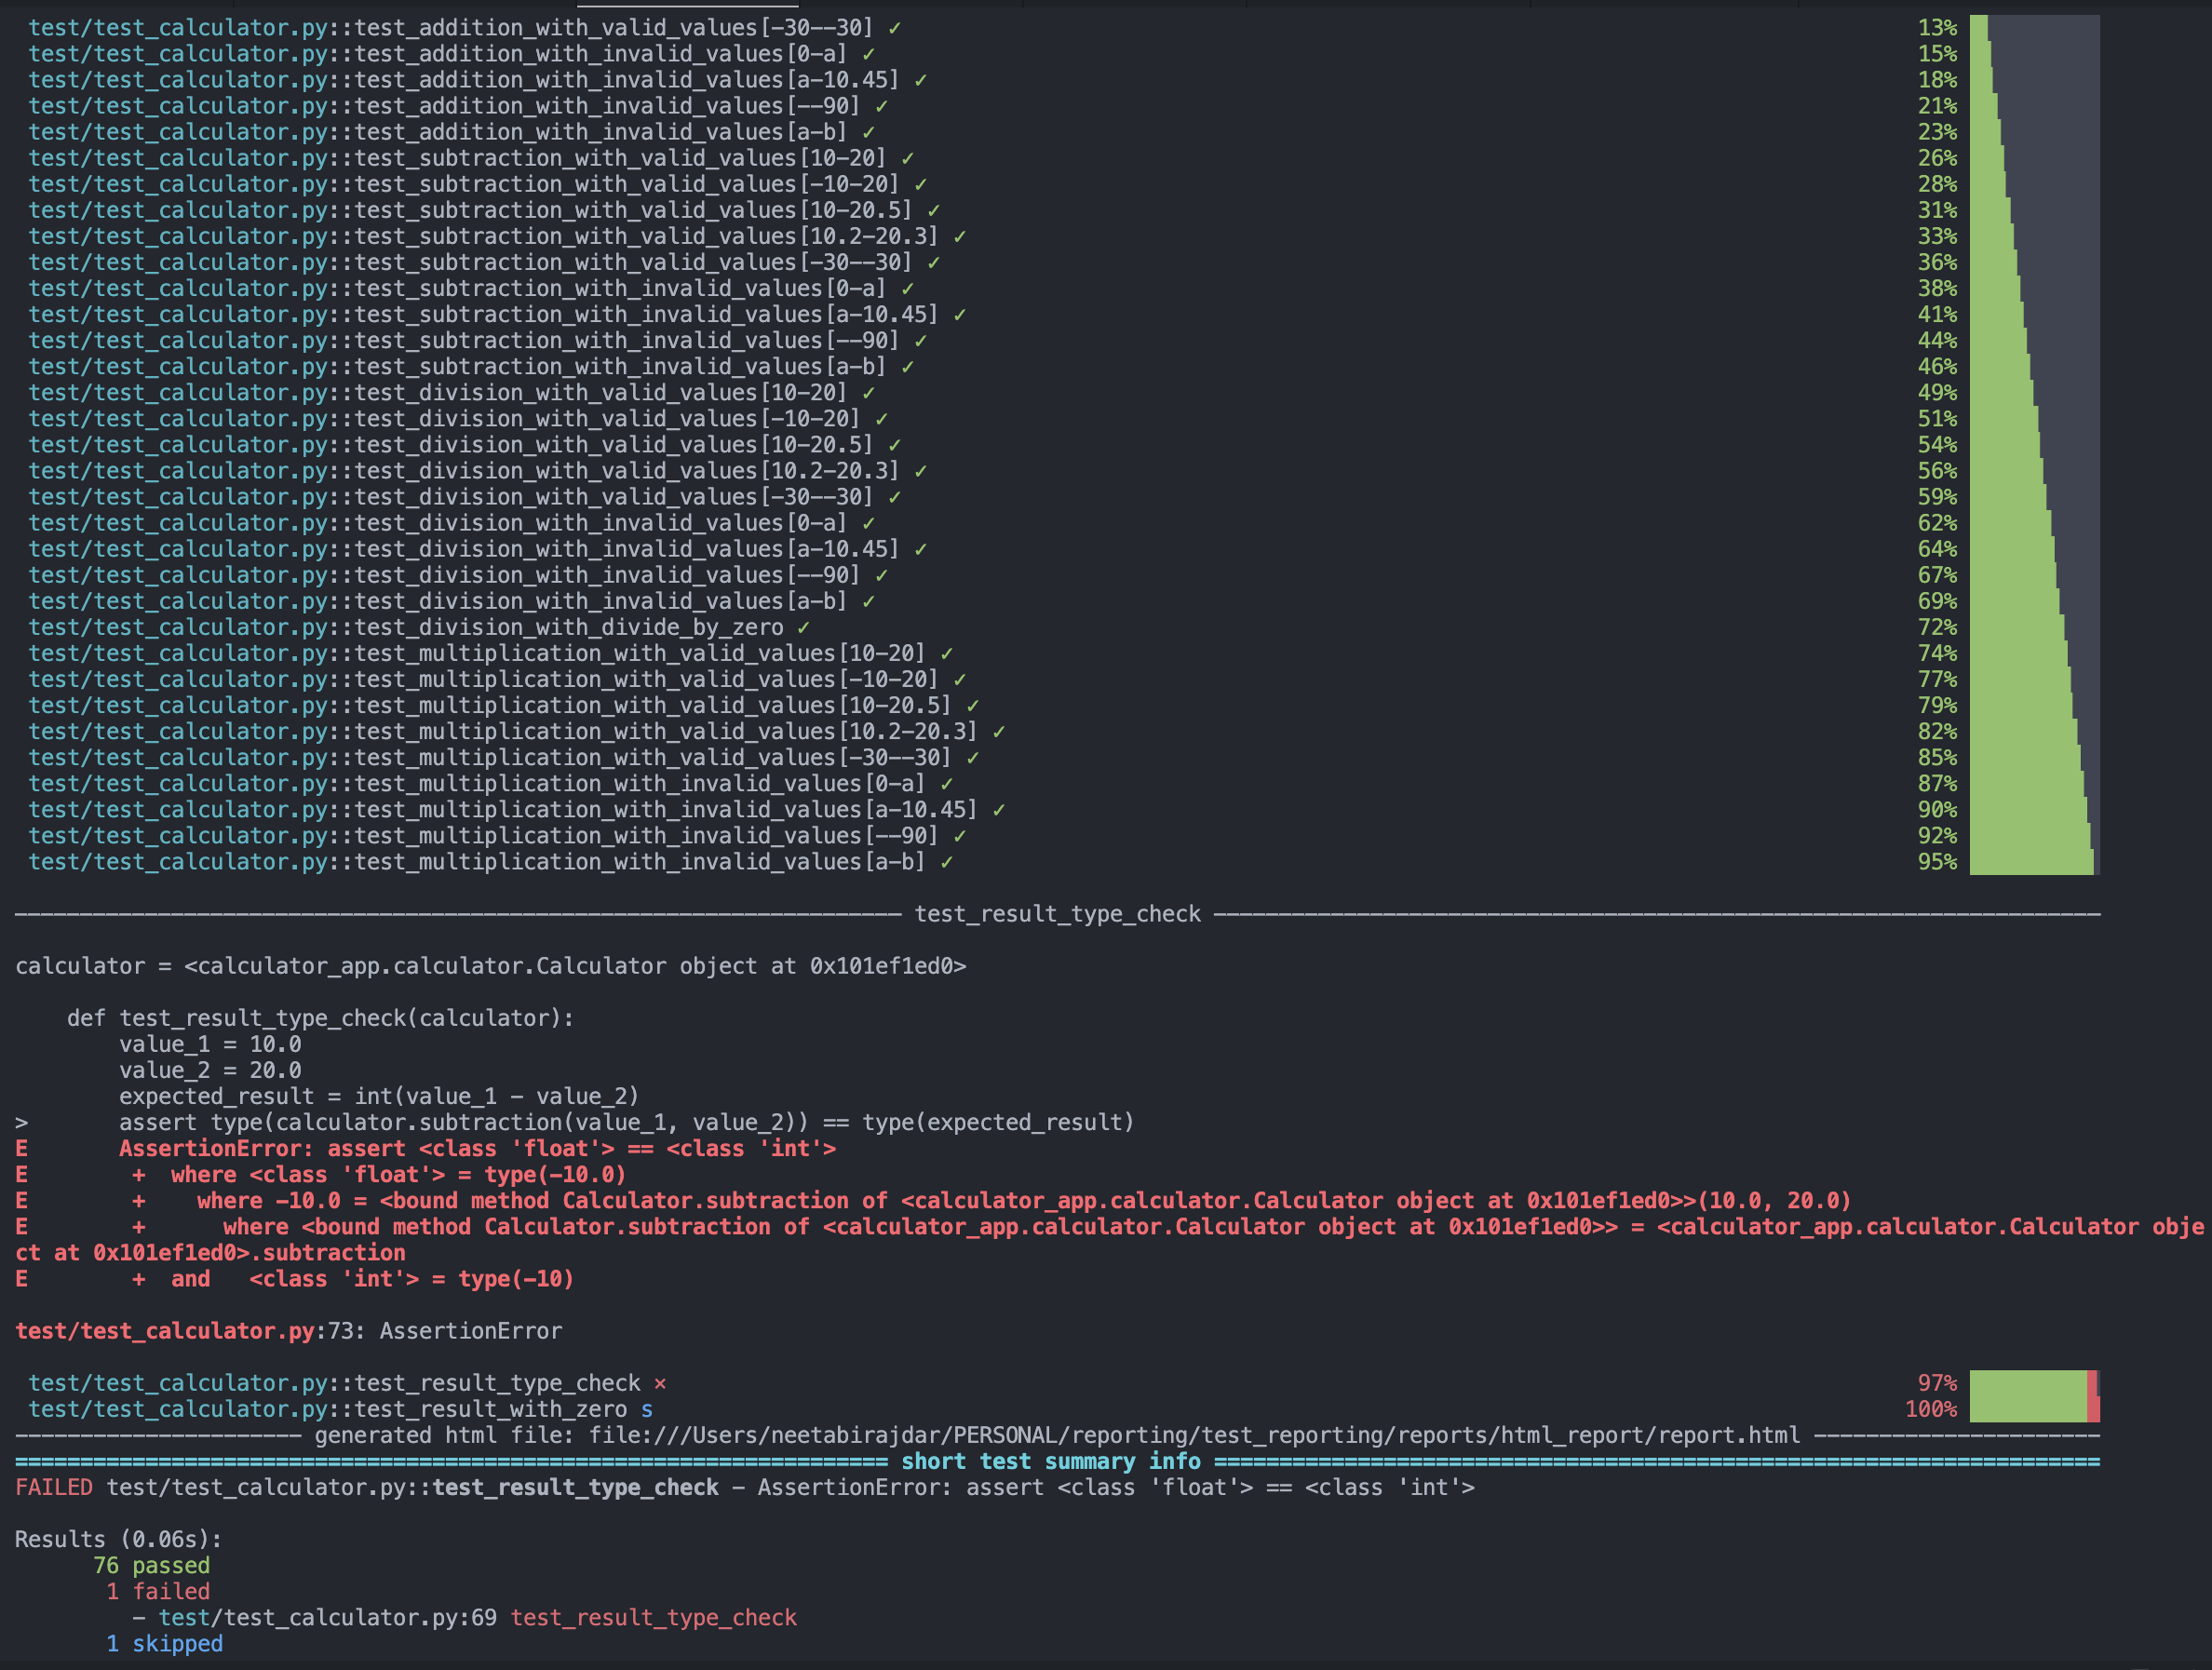 test/test_calculator.py::test_addition_with_valid_values[-30--30] ✓ 13%
test/test_calculator.py::test_addition_with_invalid_values[0-a] ✓ 15%
test/test_calculator.py::test_addition_with_invalid_values[a-10.45] ✓ 18%
test/test_calculator.py::test_addition_with_invalid_values[--90] ✓ 21%
test/test_calculator.py::test_addition_with_invalid_values[a-b] ✓ 23%
test/test_calculator.py::test_subtraction_with_valid_values[10-20] ✓ 26%
test/test_calculator.py::test_subtraction_with_valid_values[-10-20] ✓ 28%
test/test_calculator.py::test_subtraction_with_valid_values[10-20.5] ✓ 31%
test/test_calculator.py::test_subtraction_with_valid_values[10.2-20.3] ✓ 33%
test/test_calculator.py::test_subtraction_with_valid_values[-30--30] ✓ 36%
test/test_calculator.py::test_subtraction_with_invalid_values[0-a] ✓ 38%
test/test_calculator.py::test_subtraction_with_invalid_values[a-10.45] ✓ 41%
test/test_calculator.py::test_subtraction_with_invalid_values[--90] ✓ 44%
test/test_calculator.py::test_subtraction_with_invalid_values[a-b] ✓ 46%
test/test_calculator.py::test_division_with_valid_values[10-20] ✓ 49%
test/test_calculator.py::test_division_with_valid_values[-10-20] ✓ 51%
test/test_calculator.py::test_division_with_valid_values[10-20.5] ✓ 54%
test/test_calculator.py::test_division_with_valid_values[10.2-20.3] ✓ 56%
test/test_calculator.py::test_division_with_valid_values[-30--30] ✓ 59%
test/test_calculator.py::test_division_with_invalid_values[0-a] ✓ 62%
test/test_calculator.py::test_division_with_invalid_values[a-10.45] ✓ 64%
test/test_calculator.py::test_division_with_invalid_values[--90] ✓ 67%
test/test_calculator.py::test_division_with_invalid_values[a-b] ✓ 69%
test/test_calculator.py::test_division_with_divide_by_zero ✓ 72%
test/test_calculator.py::test_multiplication_with_valid_values[10-20] ✓ 74%
test/test_calculator.py::test_multiplication_with_valid_values[-10-20] ✓ 77%
test/test_calculator.py::test_multiplication_with_valid_values[10-20.5] ✓ 79%
test/test_calculator.py::test_multiplication_with_valid_values[10.2-20.3] ✓ 82%
test/test_calculator.py::test_multiplication_with_valid_values[-30--30] ✓ 85%
test/test_calculator.py::test_multiplication_with_invalid_values[0-a] ✓ 87%
test/test_calculator.py::test_multiplication_with_invalid_values[a-10.45] ✓ 90%
test/test_calculator.py::test_multiplication_with_invalid_values[--90] ✓ 92%
test/test_calculator.py::test_multiplication_with_invalid_values[a-b] ✓ 95%
test_result_type_check
calculator = <calculator_app.calculator.Calculator object at 0x101ef1ed0>
def test_result_type_check(calculator):
value_1 = 10.0
value_2 = 20.0
expected_result = int(value_1 - value_2)
> assert type(calculator.subtraction(value_1, value_2)) == type(expected_result)
E AssertionError: assert <class 'float'> == <class 'int'>
E + where <class 'float'> = type(-10.0)
E + where -10.0 = <bound method Calculator.subtraction of <calculator_app.calculator.Calculator object at 0x101ef1ed0>>(10.0, 20.0)
E + where <bound method Calculator.subtraction of <calculator_app.calculator.Calculator object at 0x101ef1ed0>> = <calculator_app.calculator.Calculator obje
ct at 0x101ef1ed0>.subtraction
E + and <class 'int'> = type(-10)
test/test_calculator.py:73: AssertionError
test/test_calculator.py::test_result_type_check × 97%
test/test_calculator.py::test_result_with_zero s 100%
generated html file: file:///Users/neetabirajdar/PERSONAL/reporting/test_reporting/reports/html_report/report.html
short test summary info
FAILED test/test_calculator.py::test_result_type_check - AssertionError: assert <class 'float'> == <class 'int'>
Results (0.06s):
76 passed
1 failed
- test/test_calculator.py:69 test_result_type_check
1 skipped